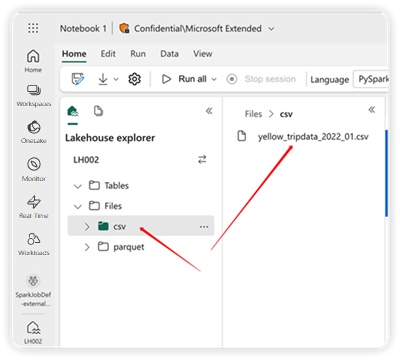 Notebook 1
Confidential\Microsoft Extended
Home
Edit
Run
Data
View
Run all
Stop session
Language
PySpark
Home
Workspaces
OneLake
Monitor
Real-Time
Workloads
SparkJobDef
-external...
LH002
Lakehouse explorer
LH002
Tables
Files
csv
parquet
Files > csv
yellow_tripdata_2022_01.csv